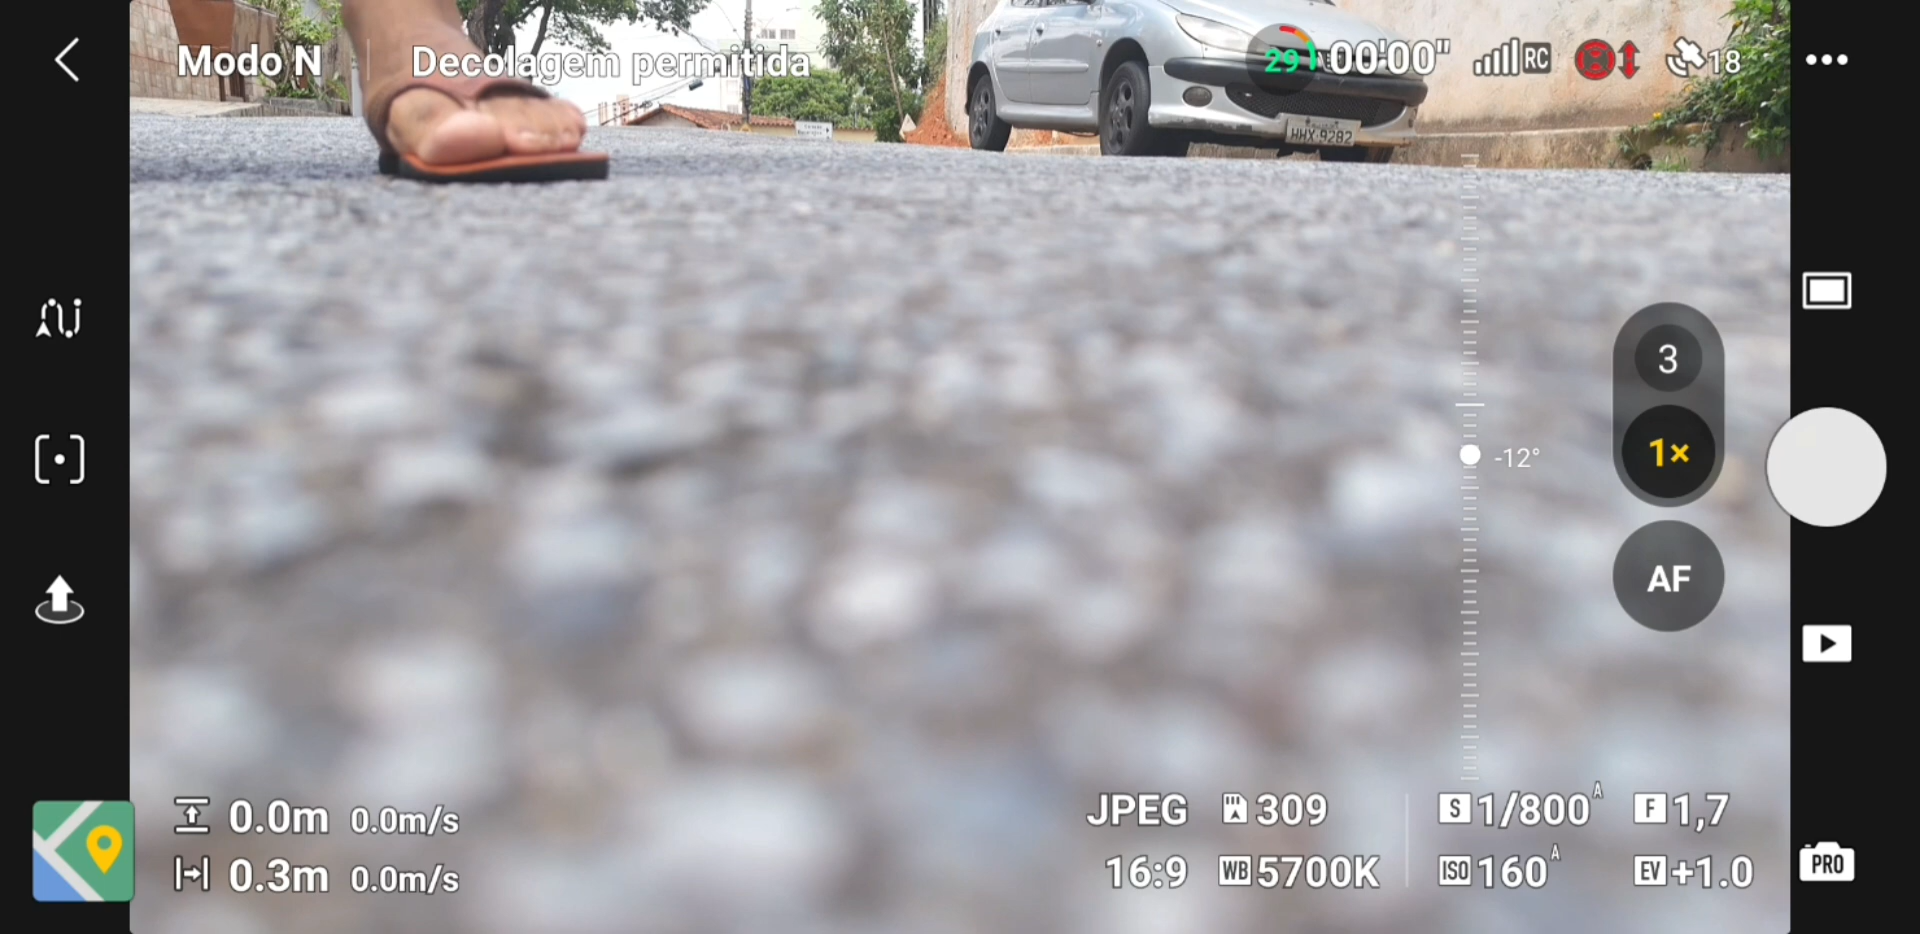 Modo N
Decolagem permitida
29
00'00"
RC
18
HHX-9282
3
1×
-12°
AF
0.0m 0.0m/s
0.3m 0.0m/s
JPEG 309
16:9 WB 5700K
S 1/800 A F 1,7
ISO 160 A EV +1.0
PRO